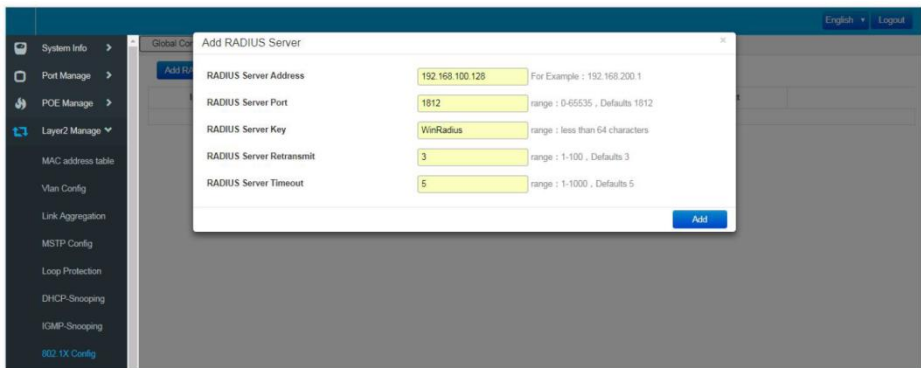 English Logout
System Info
Port Manage
POE Manage
Layer2 Manage
MAC address table
Vlan Config
Link Aggregation
MSTP Config
Loop Protection
DHCP-Snooping
IGMP-Snooping
802.1X Config
Global Con
Add RA
Add RADIUS Server ×
RADIUS Server Address 192.168.100.128 For Example : 192.168.200.1
RADIUS Server Port 1812 range : 0-65535 , Defaults 1812
RADIUS Server Key WinRadius range : less than 64 characters
RADIUS Server Retransmit 3 range : 1-100 , Defaults 3
RADIUS Server Timeout 5 range : 1-1000 , Defaults 5
Add